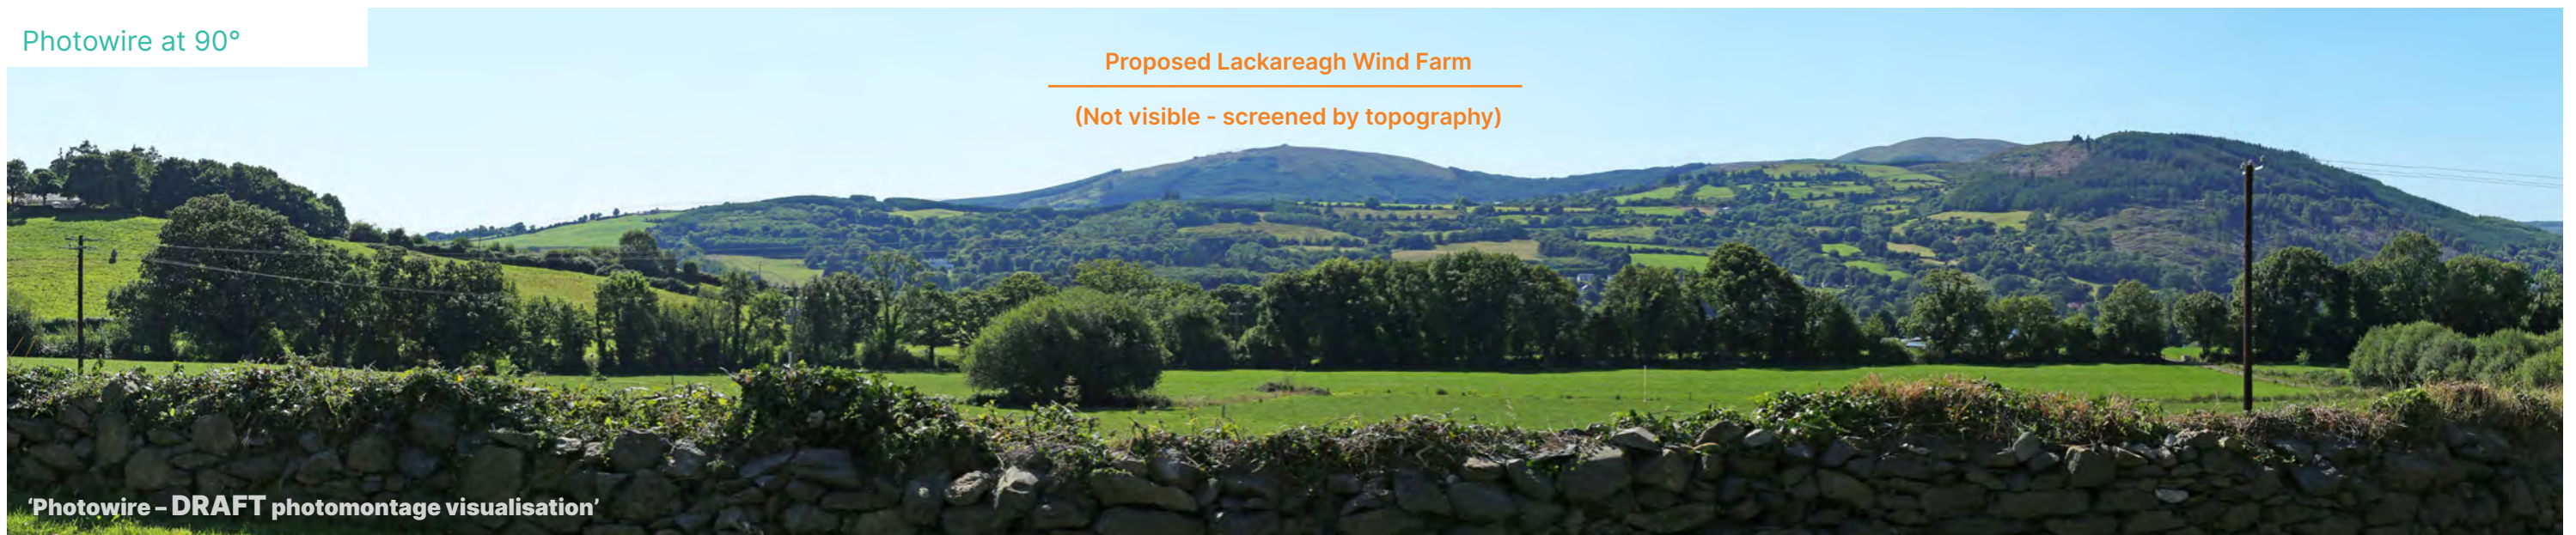 Photowire at 90°
Proposed Lackareagh Wind Farm
(Not visible - screened by topography)
‘Photowire – DRAFT photomontage visualisation’